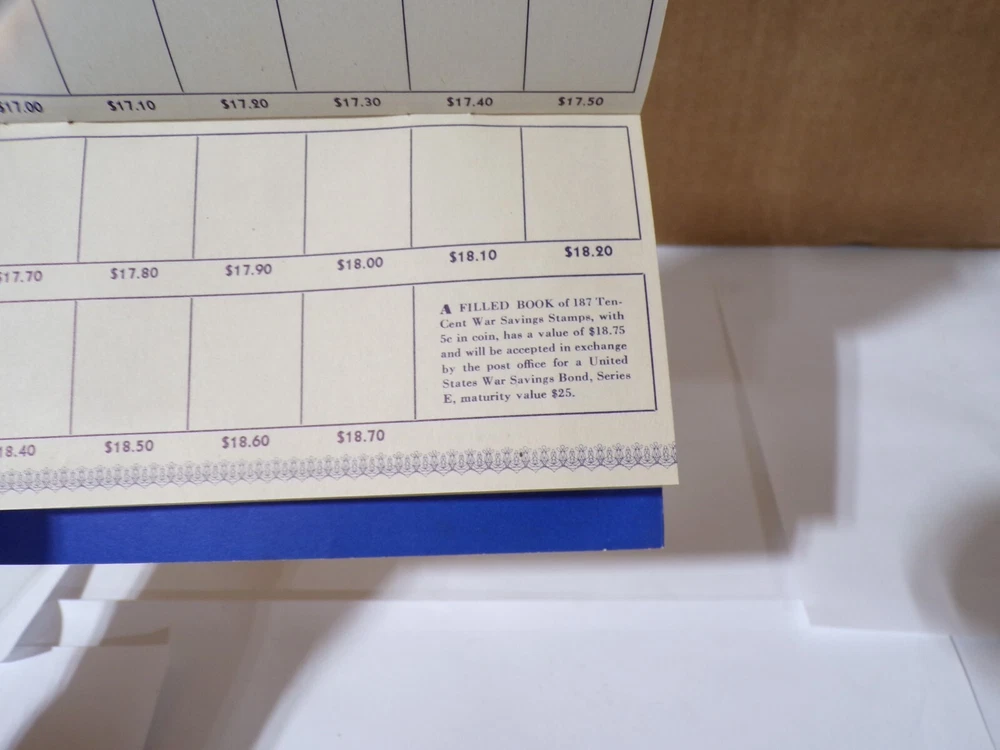 $17.00 $17.10 $17.20 $17.30 $17.40 $17.50
$17.70 $17.80 $17.90 $18.00 $18.10 $18.20
A FILLED BOOK of 187 Ten-
Cent War Savings Stamps, with
5c in coin, has a value of $18.75
and will be accepted in exchange
by the post office for a United
States War Savings Bond, Series
E, maturity value $25.
18.40 $18.50 $18.60 $18.70